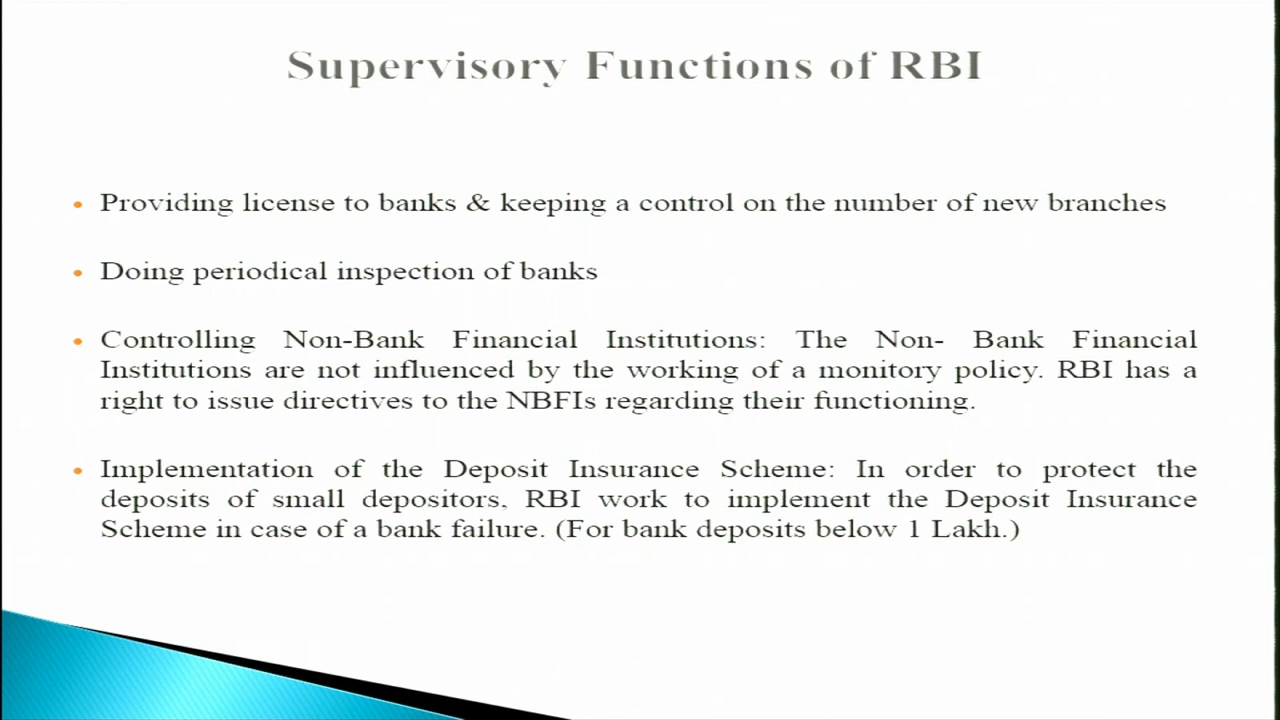 Supervisory Functions of RBI
• Providing license to banks & keeping a control on the number of new branches
• Doing periodical inspection of banks
• Controlling Non-Bank Financial Institutions: The Non- Bank Financial
Institutions are not influenced by the working of a monitory policy. RBI has a
right to issue directives to the NBFIs regarding their functioning.
• Implementation of the Deposit Insurance Scheme: In order to protect the
deposits of small depositors, RBI work to implement the Deposit Insurance
Scheme in case of a bank failure. (For bank deposits below 1 Lakh.)